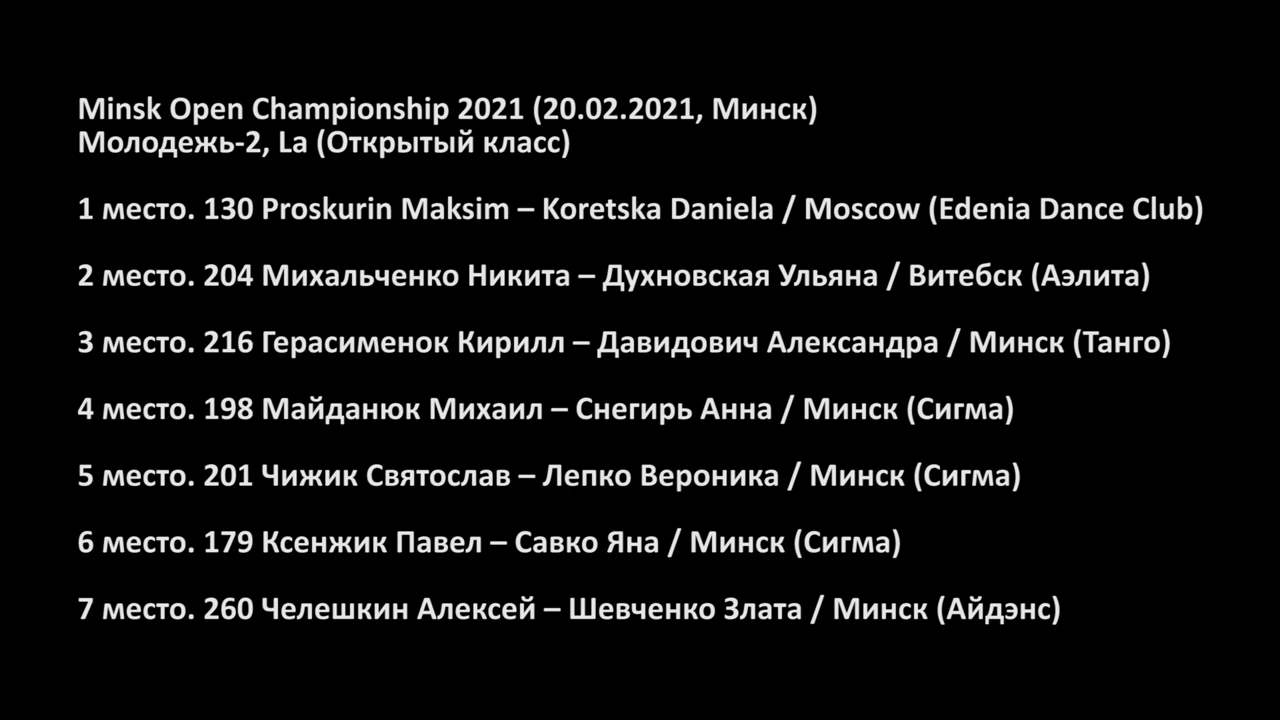 Minsk Open Championship 2021 (20.02.2021, Минск)
Молодежь-2, La (Открытый класс)
1 место. 130 Proskurin Maksim – Koretska Daniela / Moscow (Edenia Dance Club)
2 место. 204 Михальченко Никита – Духновская Ульяна / Витебск (Аэлита)
3 место. 216 Герасименок Кирилл – Давидович Александра / Минск (Танго)
4 место. 198 Майданюк Михаил – Снегирь Анна / Минск (Сигма)
5 место. 201 Чижик Святослав – Лепко Вероника / Минск (Сигма)
6 место. 179 Ксенжик Павел – Савко Яна / Минск (Сигма)
7 место. 260 Челешкин Алексей – Шевченко Злата / Минск (Айдэнс)